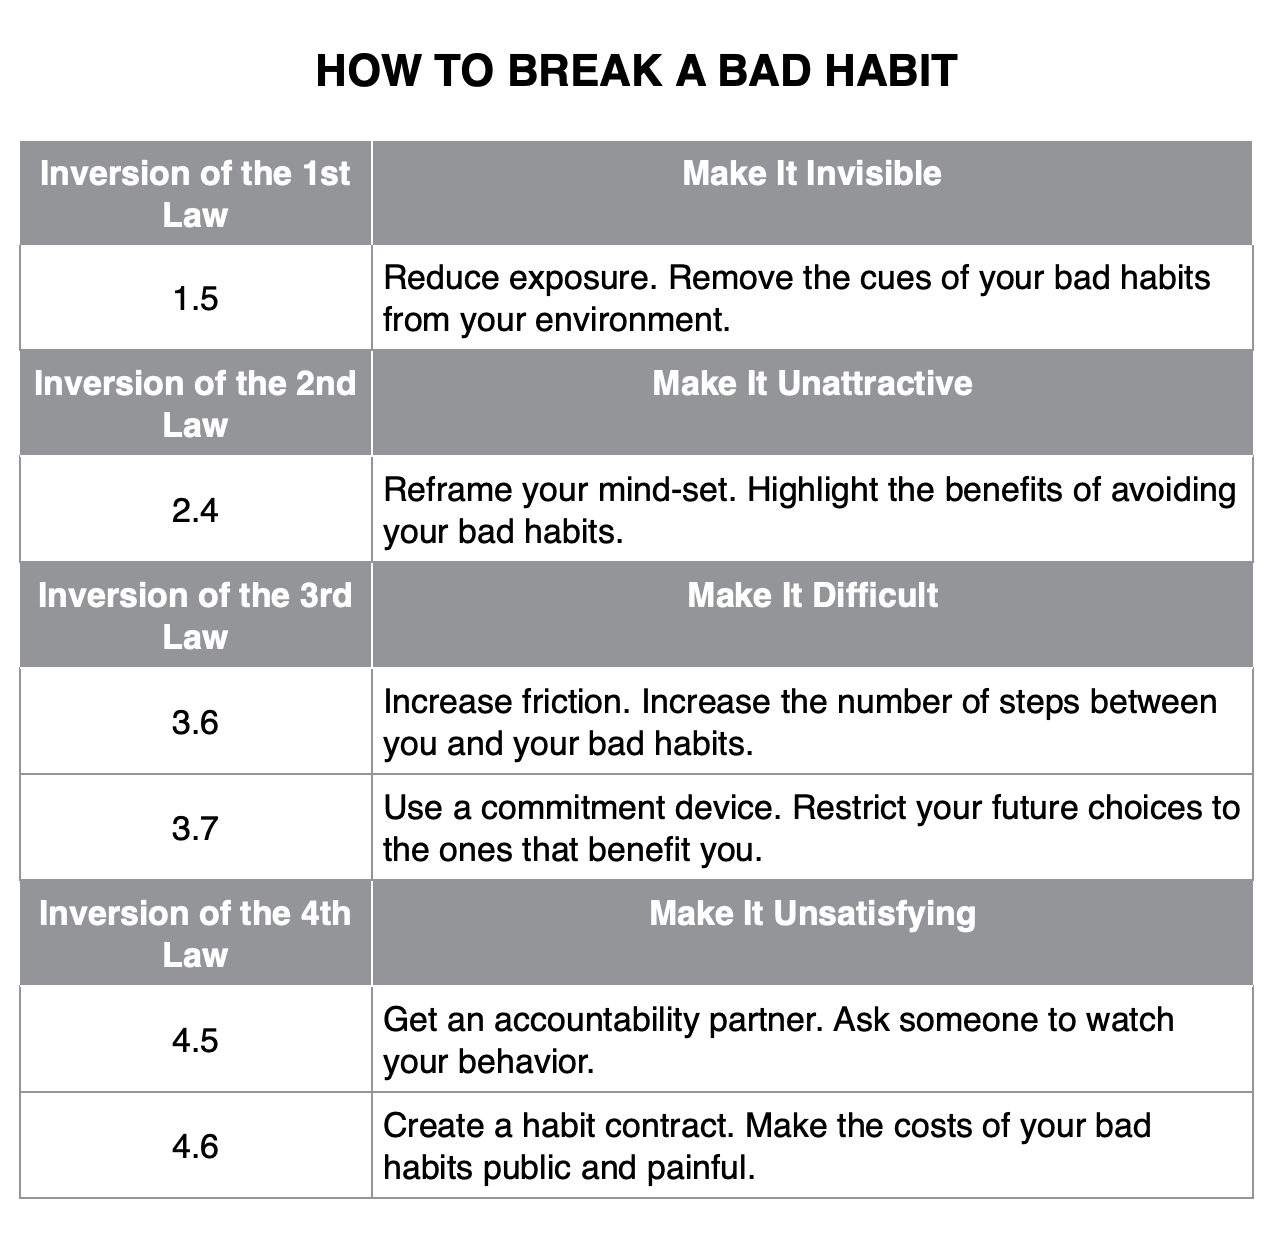 HOW TO BREAK A BAD HABIT
Inversion of the 1st
Law
Make It Invisible
1.5
Reduce exposure. Remove the cues of your bad habits
from your environment.
Inversion of the 2nd
Law
Make It Unattractive
2.4
Reframe your mind-set. Highlight the benefits of avoiding
your bad habits.
Inversion of the 3rd
Law
Make It Difficult
3.6
Increase friction. Increase the number of steps between
you and your bad habits.
3.7
Use a commitment device. Restrict your future choices to
the ones that benefit you.
Inversion of the 4th
Law
Make It Unsatisfying
4.5
Get an accountability partner. Ask someone to watch
your behavior.
4.6
Create a habit contract. Make the costs of your bad
habits public and painful.